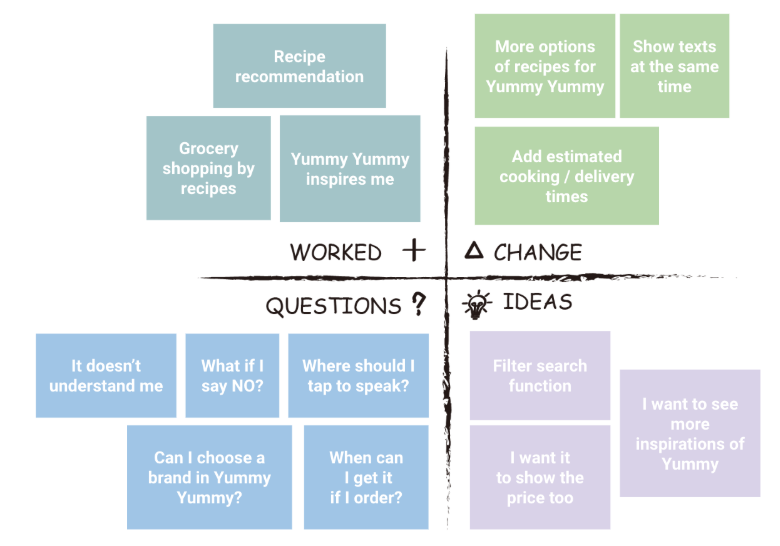 Recipe
recommendation
Grocery
shopping by
recipes
Yummy Yummy
inspires me
WORKED +
More options
of recipes for
Yummy Yummy
Show texts
at the same
time
Add estimated
cooking / delivery
times
Δ CHANGE
QUESTIONS ?
It doesn't
understand me
What if I
say NO?
Where should I
tap to speak?
Can I choose a
brand in Yummy
Yummy?
When can
I get it
if I order?
IDEAS
Filter search
function
I want to see
more
inspirations of
Yummy
I want it
to show the
price too